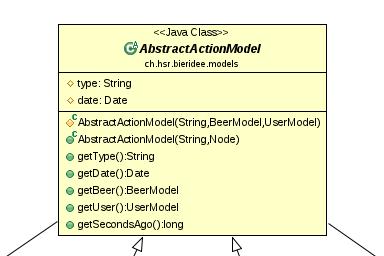 <<Java Class>>
AbstractActionModel
ch.hsr.bieridee.models
type: String
date: Date
AbstractActionModel(String,BeerModel,UserModel)
AbstractActionModel(String,Node)
getType():String
getDate():Date
getBeer():BeerModel
getUser():UserModel
getSecondsAgo():long